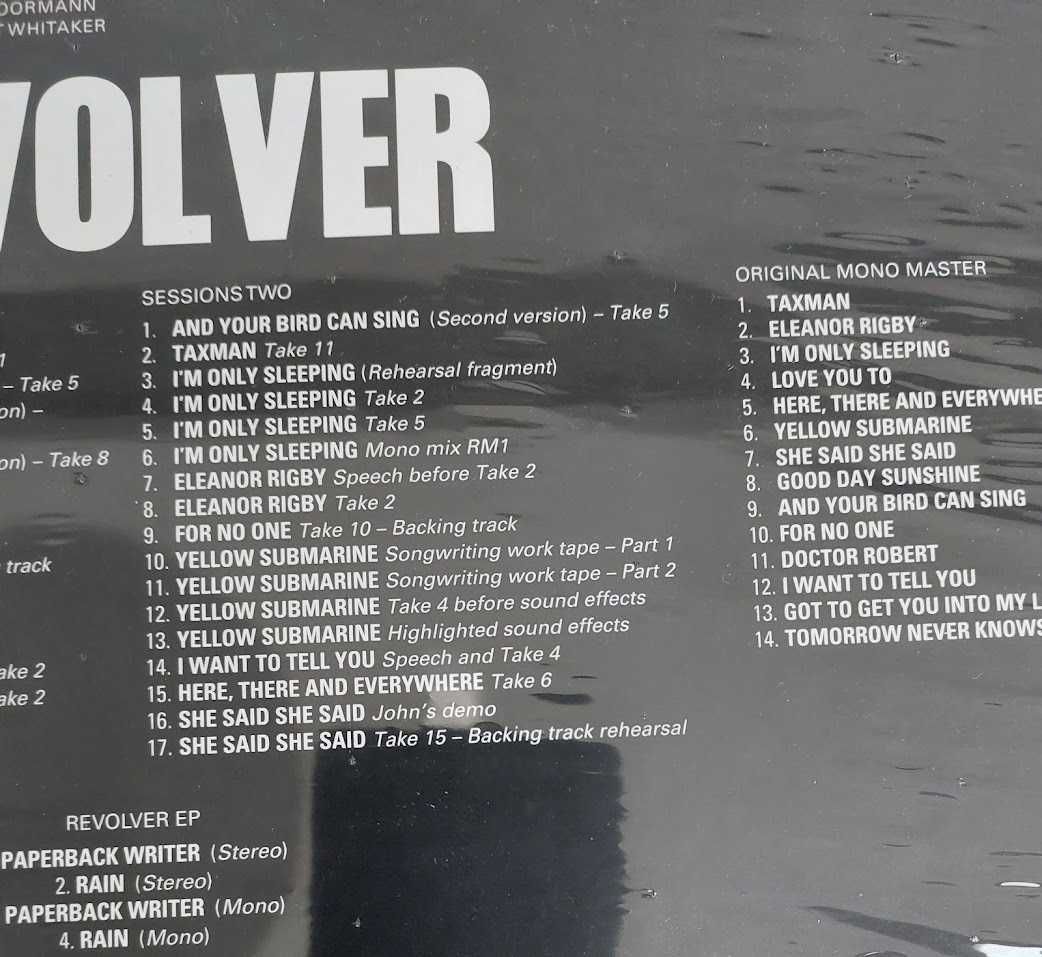 OORMANN
T WHITAKER
VOLVER
1
– Take 5
on) –
on) – Take 8
track
ake 2
ake 2
SESSIONS TWO
1. AND YOUR BIRD CAN SING (Second version) – Take 5
2. TAXMAN Take 11
3. I'M ONLY SLEEPING (Rehearsal fragment)
4. I'M ONLY SLEEPING Take 2
5. I'M ONLY SLEEPING Take 5
6. I'M ONLY SLEEPING Mono mix RM1
7. ELEANOR RIGBY Speech before Take 2
8. ELEANOR RIGBY Take 2
9. FOR NO ONE Take 10 – Backing track
10. YELLOW SUBMARINE Songwriting work tape – Part 1
11. YELLOW SUBMARINE Songwriting work tape – Part 2
12. YELLOW SUBMARINE Take 4 before sound effects
13. YELLOW SUBMARINE Highlighted sound effects
14. I WANT TO TELL YOU Speech and Take 4
15. HERE, THERE AND EVERYWHERE Take 6
16. SHE SAID SHE SAID John's demo
17. SHE SAID SHE SAID Take 15 – Backing track rehearsal
ORIGINAL MONO MASTER
1. TAXMAN
2. ELEANOR RIGBY
3. I'M ONLY SLEEPING
4. LOVE YOU TO
5. HERE, THERE AND EVERYWHE
6. YELLOW SUBMARINE
7. SHE SAID SHE SAID
8. GOOD DAY SUNSHINE
9. AND YOUR BIRD CAN SING
10. FOR NO ONE
11. DOCTOR ROBERT
12. I WANT TO TELL YOU
13. GOT TO GET YOU INTO MY L
14. TOMORROW NEVER KNOWS
REVOLVER EP
PAPERBACK WRITER (Stereo)
2. RAIN (Stereo)
PAPERBACK WRITER (Mono)
4. RAIN (Mono)